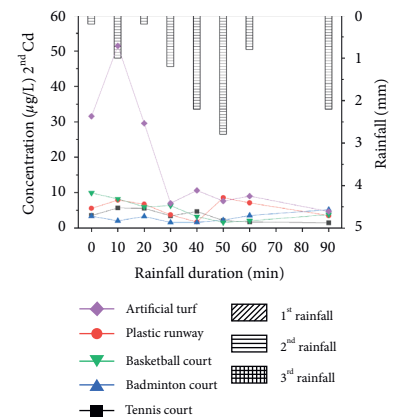 Concentration (μg/L) 2nd Cd
60
50
40
30
20
10
0
0
1
2
3
4
5
Rainfall (mm)
0 10 20 30 40 50 60 70 80 90
Rainfall duration (min)
Artificial turf
Plastic runway
Basketball court
Badminton court
Tennis court
1st rainfall
2nd rainfall
3rd rainfall